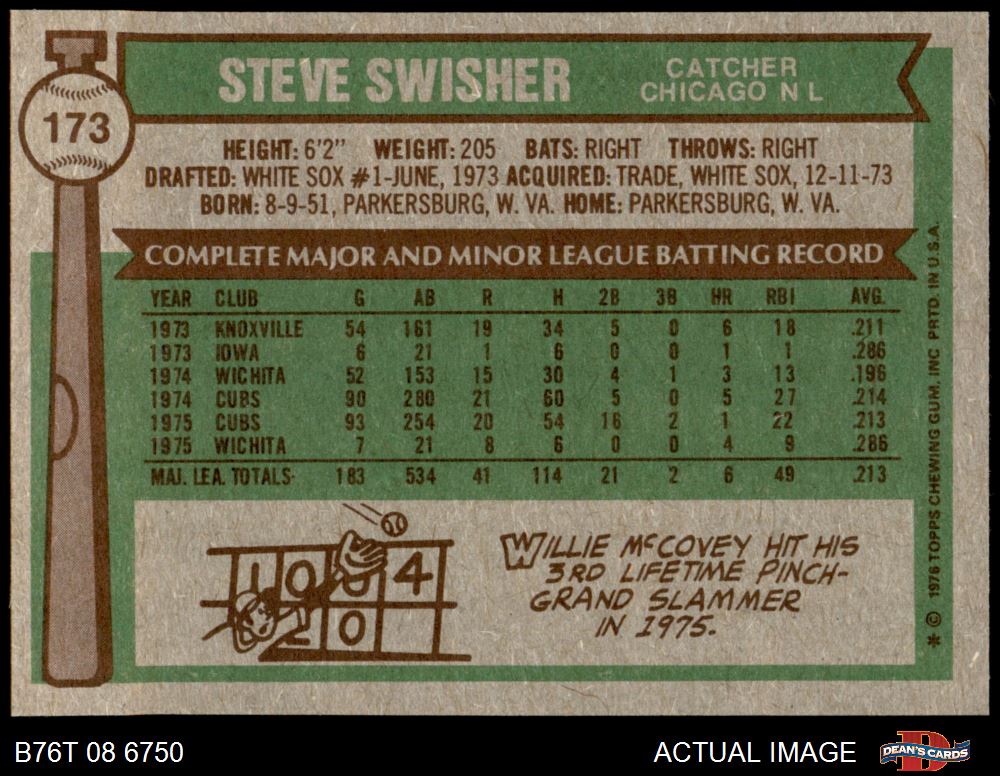 173
STEVE SWISHER
CATCHER
CHICAGO N L
HEIGHT: 6'2" WEIGHT: 205 BATS: RIGHT THROWS: RIGHT
DRAFTED: WHITE SOX #1-JUNE, 1973 ACQUIRED: TRADE, WHITE SOX, 12-11-73
BORN: 8-9-51, PARKERSBURG, W. VA. HOME: PARKERSBURG, W. VA.
COMPLETE MAJOR AND MINOR LEAGUE BATTING RECORD
YEAR CLUB G AB R H 2B 3B HR RBI AVG.
1973 KNOXVILLE 54 161 19 34 5 0 6 18 .211
1973 IOWA 6 21 1 6 0 0 1 1 .286
1974 WICHITA 52 153 15 30 4 1 3 13 .196
1974 CUBS 90 280 21 60 5 0 5 27 .214
1975 CUBS 93 254 20 54 16 2 1 22 .213
1975 WICHITA 7 21 8 6 0 0 4 9 .286
MAJ. LEA. TOTALS· 183 534 41 114 21 2 6 49 .213
1 0 0 4
2 0
WILLIE McCOVEY HIT HIS
3RD LIFETIME PINCH-
GRAND SLAMMER
IN 1975.
* © 1976 TOPPS CHEWING GUM. INC PRTD. IN U.S.A.
B76T 08 6750
ACTUAL IMAGE
D
DEAN'S CARDS